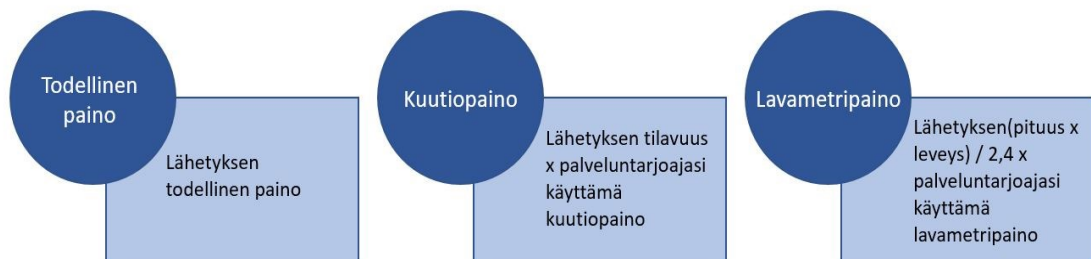 Todellinen
paino
Lähetyksen
todellinen paino
Kuutiopaino
Lähetyksen tilavuus
x palveluntarjoajasi
käyttämä
kuutiopaino
Lavametripaino
Lähetyksen(pituus x
leveys) / 2,4 x
palveluntarjoajasi
käyttämä
lavametripaino